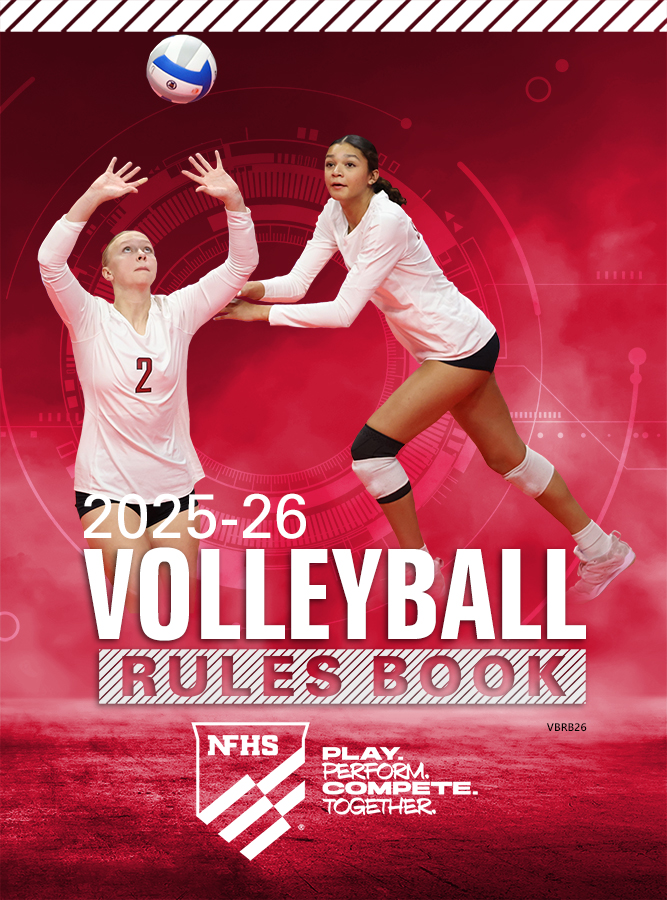 2
2025-26
VOLLEYBALL
RULES BOOK
VBRB26
NFHS
PLAY.
PERFORM.
COMPETE.
TOGETHER.
®